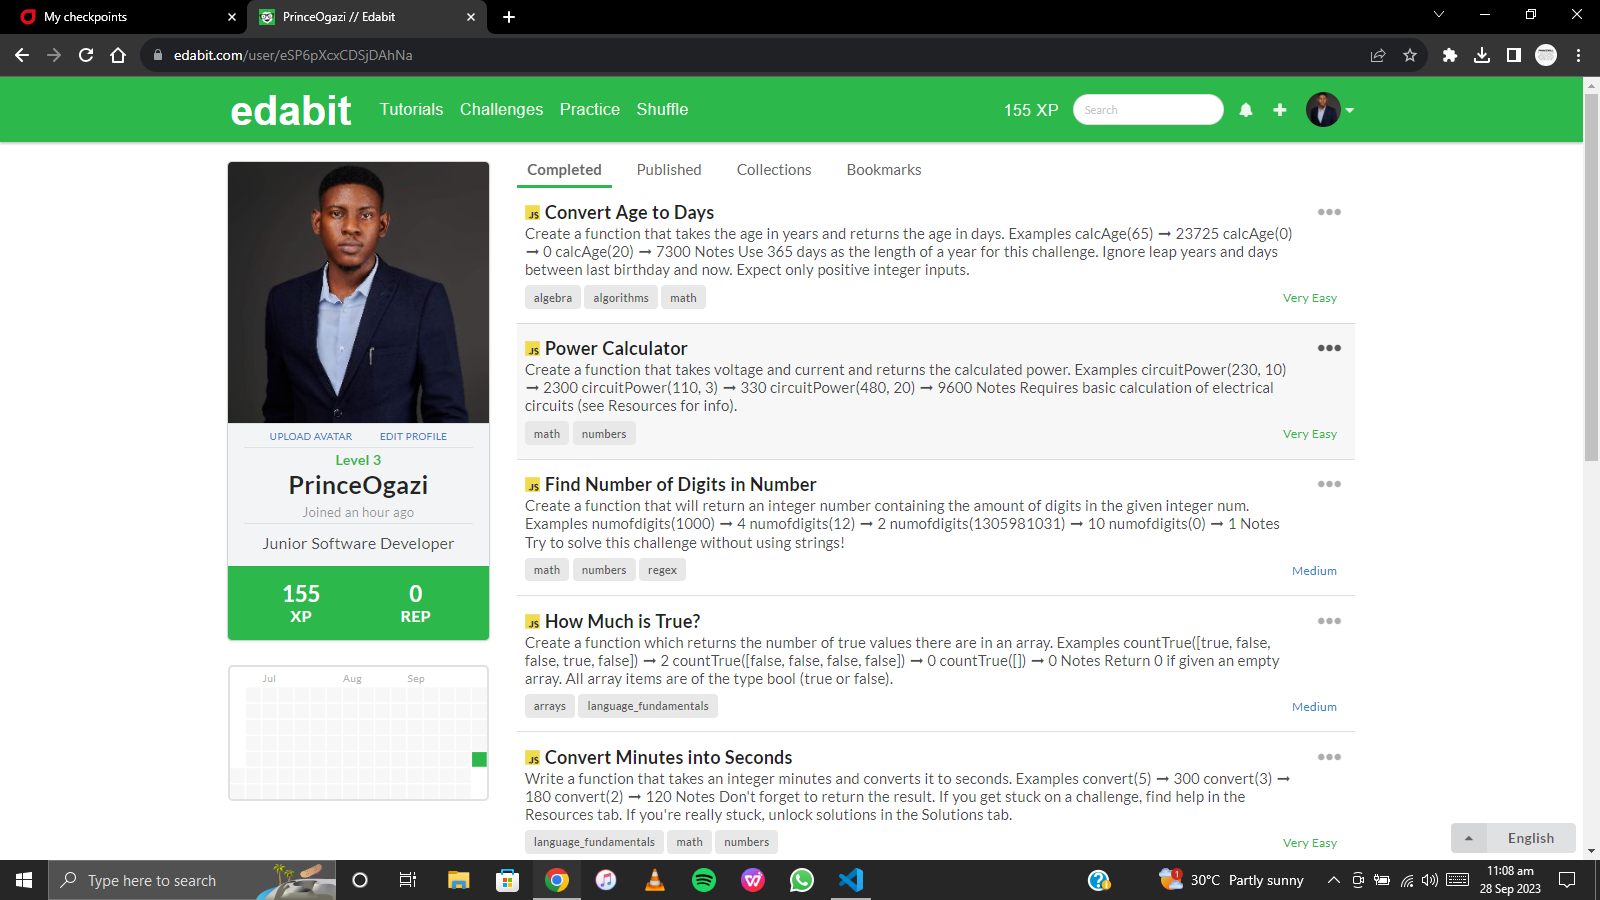 My checkpoints
PrinceOgazi // Edabit
edabit.com/user/eSP6pXcxCDSjDAhNa
edabit
Tutorials
Challenges
Practice
Shuffle
155 XP
Search
UPLOAD AVATAR
EDIT PROFILE
Level 3
PrinceOgazi
Joined an hour ago
Junior Software Developer
155
XP
0
REP
Jul
Aug
Sep
Completed
Published
Collections
Bookmarks
JS Convert Age to Days
Create a function that takes the age in years and returns the age in days. Examples calcAge(65) ➞ 23725 calcAge(0)
➞ 0 calcAge(20) ➞ 7300 Notes Use 365 days as the length of a year for this challenge. Ignore leap years and days
between last birthday and now. Expect only positive integer inputs.
algebra
algorithms
math
Very Easy
JS Power Calculator
Create a function that takes voltage and current and returns the calculated power. Examples circuitPower(230, 10)
➞ 2300 circuitPower(110, 3) ➞ 330 circuitPower(480, 20) ➞ 9600 Notes Requires basic calculation of electrical
circuits (see Resources for info).
math
numbers
Very Easy
JS Find Number of Digits in Number
Create a function that will return an integer number containing the amount of digits in the given integer num.
Examples numofdigits(1000) ➞ 4 numofdigits(12) ➞ 2 numofdigits(1305981031) ➞ 10 numofdigits(0) ➞ 1 Notes
Try to solve this challenge without using strings!
math
numbers
regex
Medium
JS How Much is True?
Create a function which returns the number of true values there are in an array. Examples countTrue([true, false,
false, true, false]) ➞ 2 countTrue([false, false, false, false]) ➞ 0 countTrue([]) ➞ 0 Notes Return 0 if given an empty
array. All array items are of the type bool (true or false).
arrays
language_fundamentals
Medium
JS Convert Minutes into Seconds
Write a function that takes an integer minutes and converts it to seconds. Examples convert(5) ➞ 300 convert(3) ➞
180 convert(2) ➞ 120 Notes Don't forget to return the result. If you get stuck on a challenge, find help in the
Resources tab. If you're really stuck, unlock solutions in the Solutions tab.
language_fundamentals
math
numbers
Very Easy
English
Type here to search
1
30°C Partly sunny
11:08 am
28 Sep 2023